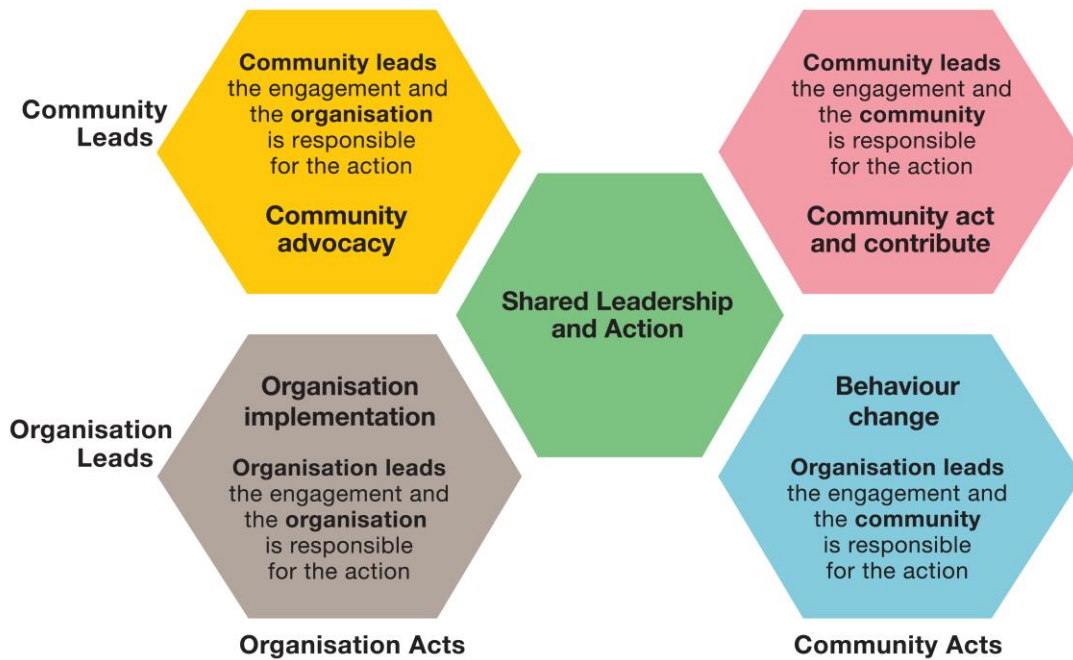 Community
Leads
Community leads
the engagement and
the organisation
is responsible
for the action
Community
advocacy
Community leads
the engagement and
the community
is responsible
for the action
Community act
and contribute
Shared Leadership
and Action
Organisation
Leads
Organisation
implementation
Organisation leads
the engagement and
the organisation
is responsible
for the action
Behaviour
change
Organisation leads
the engagement and
the community
is responsible
for the action
Organisation Acts
Community Acts